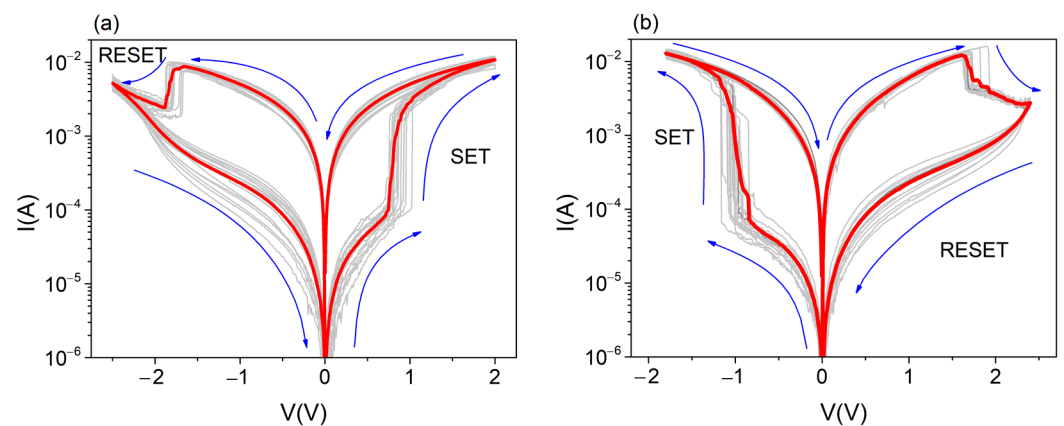 (a)
RESET
SET
I(A)
10⁻²
10⁻³
10⁻⁴
10⁻⁵
10⁻⁶
−2
−1
0
1
2
V(V)
(b)
SET
RESET
I(A)
10⁻²
10⁻³
10⁻⁴
10⁻⁵
10⁻⁶
−2
−1
0
1
2
V(V)